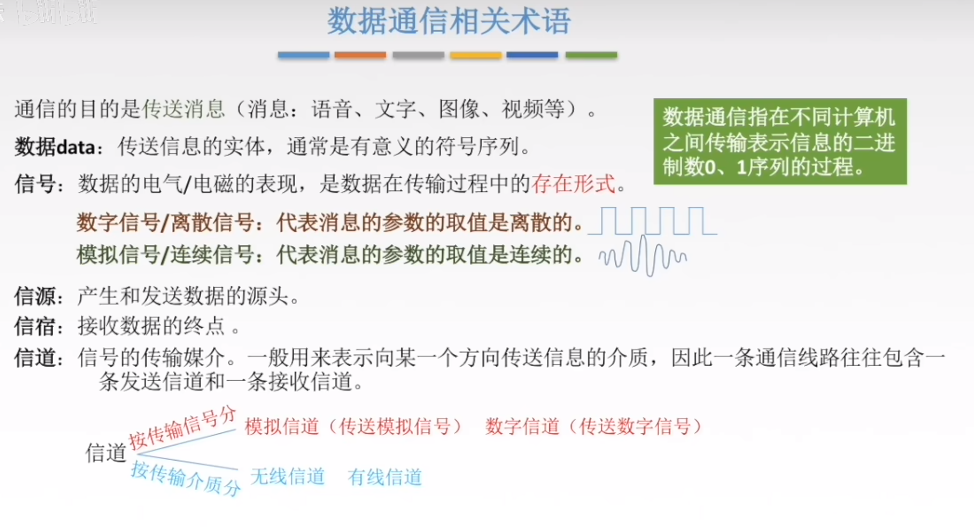 数据通信相关术语
通信的目的是传送消息（消息：语音、文字、图像、视频等）。
数据data：传送信息的实体，通常是有意义的符号序列。
信号：数据的电气/电磁的表现，是数据在传输过程中的存在形式。
数字信号/离散信号：代表消息的参数的取值是离散的。
模拟信号/连续信号：代表消息的参数的取值是连续的。
数据通信指在不同计算机
之间传输表示信息的二进
制数0、1序列的过程。
信源：产生和发送数据的源头。
信宿：接收数据的终点 。
信道：信号的传输媒介。一般用来表示向某一个方向传送信息的介质，因此一条通信线路往往包含一
条发送信道和一条接收信道。
信道
按传输信号分
模拟信道（传送模拟信号） 数字信道（传送数字信号）
按传输介质分
无线信道 有线信道